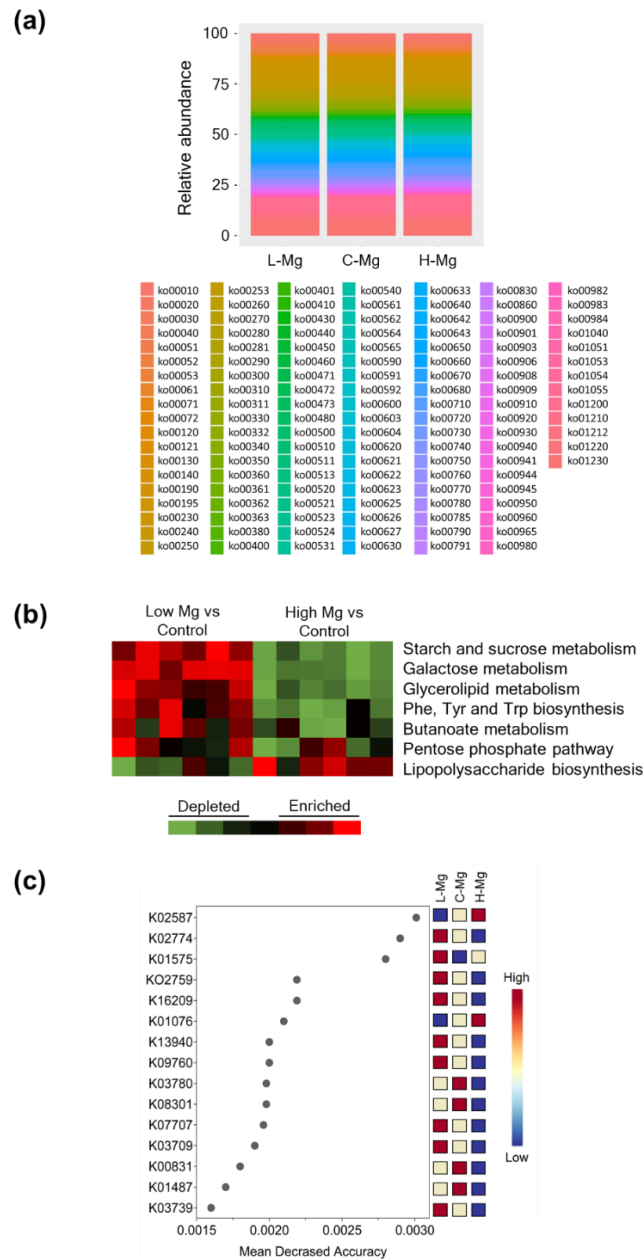 (a)
100
75
50
25
0
Relative abundance
L-Mg C-Mg H-Mg
ko00010 ko00253 ko00401 ko00540 ko00633 ko00830 ko00982
ko00020 ko00260 ko00410 ko00561 ko00640 ko00860 ko00983
ko00030 ko00270 ko00430 ko00562 ko00642 ko00900 ko00984
ko00040 ko00280 ko00440 ko00564 ko00643 ko00901 ko01040
ko00051 ko00281 ko00450 ko00565 ko00650 ko00903 ko01051
ko00052 ko00290 ko00460 ko00590 ko00660 ko00906 ko01053
ko00053 ko00300 ko00471 ko00591 ko00670 ko00908 ko01054
ko00061 ko00310 ko00472 ko00592 ko00680 ko00909 ko01055
ko00071 ko00311 ko00473 ko00600 ko00710 ko00910 ko01200
ko00072 ko00330 ko00480 ko00603 ko00720 ko00920 ko01210
ko00120 ko00332 ko00500 ko00604 ko00730 ko00930 ko01212
ko00121 ko00340 ko00510 ko00620 ko00740 ko00940 ko01220
ko00130 ko00350 ko00511 ko00621 ko00750 ko00941 ko01230
ko00140 ko00360 ko00513 ko00622 ko00760 ko00944
ko00190 ko00361 ko00520 ko00623 ko00770 ko00945
ko00195 ko00362 ko00521 ko00625 ko00780 ko00950
ko00230 ko00363 ko00523 ko00626 ko00785 ko00960
ko00240 ko00380 ko00524 ko00627 ko00790 ko00965
ko00250 ko00400 ko00531 ko00630 ko00791 ko00980
(b)
Low Mg vs High Mg vs
Control Control
Starch and sucrose metabolism
Galactose metabolism
Glycerolipid metabolism
Phe, Tyr and Trp biosynthesis
Butanoate metabolism
Pentose phosphate pathway
Lipopolysaccharide biosynthesis
Depleted Enriched
(c)
L-Mg C-Mg H-Mg
K02587
K02774
K01575
KO2759
K16209
K01076
K13940
K09760
K03780
K08301
K07707
K03709
K00831
K01487
K03739
High
Low
0.0015 0.0020 0.0025 0.0030
Mean Decrased Accuracy